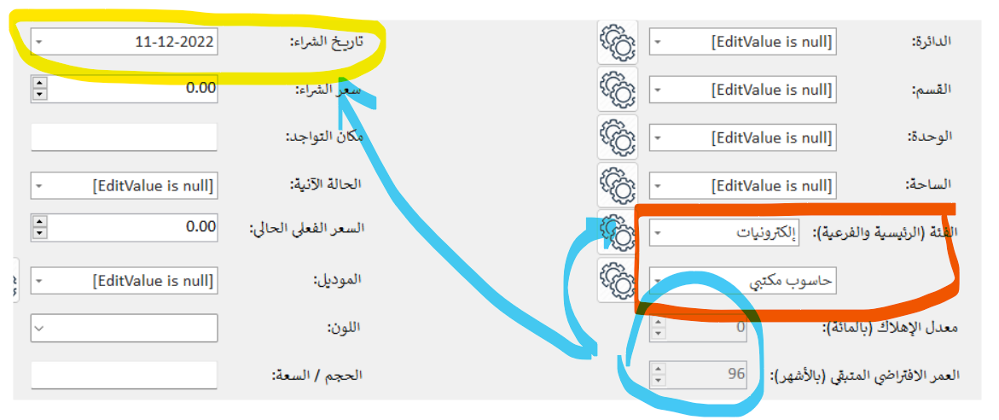 الدائرة: [EditValue is null]
القسم: [EditValue is null]
الوحدة: [EditValue is null]
الساحة: [EditValue is null]
الفئة (الرئيسية والفرعية): إلكترونيات
حاسوب مكتبي
معدل الإهلاك (بالمائة): 0
العمر الافتراضي المتبقي (بالأشهر): 96
تاريخ الشراء: 11-12-2022
سعر الشراء: 0.00
مكان التواجد:
الحالة الآنية: [EditValue is null]
السعر الفعلي الحالي: 0.00
الموديل: [EditValue is null]
اللون:
الحجم / السعة: